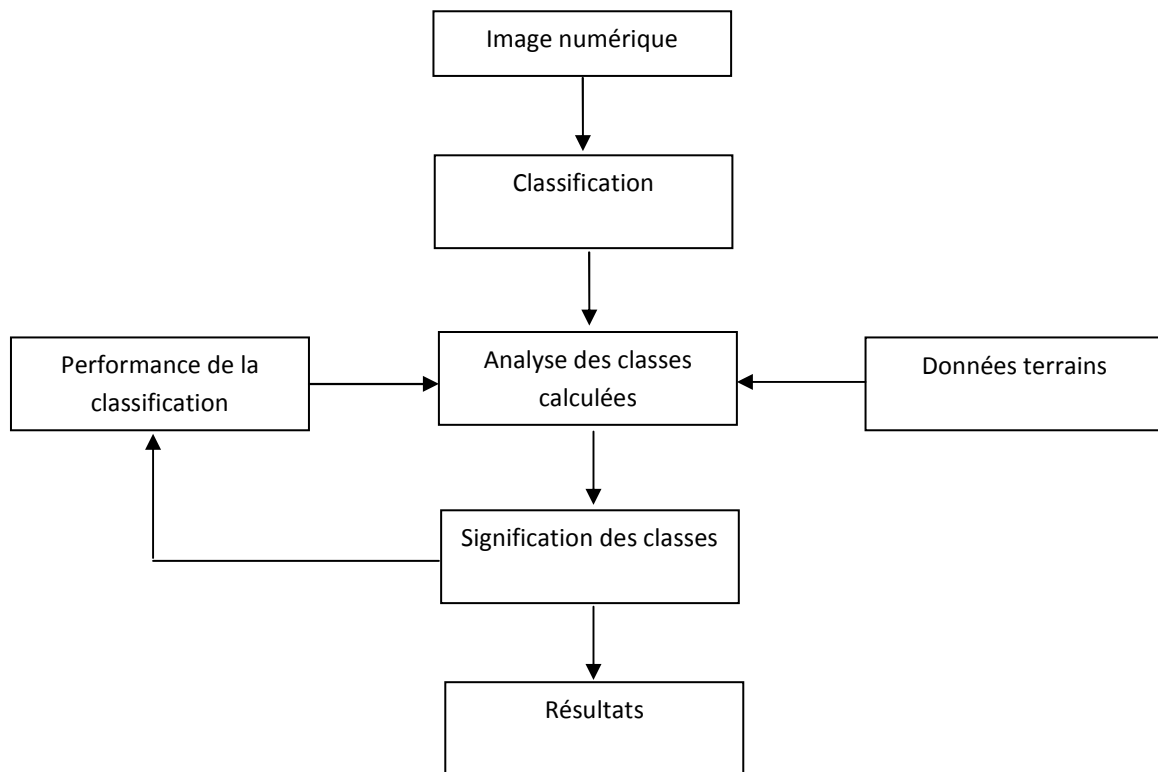 Image numérique
Classification
Analyse des classes
calculées
Performance de la
classification
Données terrains
Signification des classes
Résultats